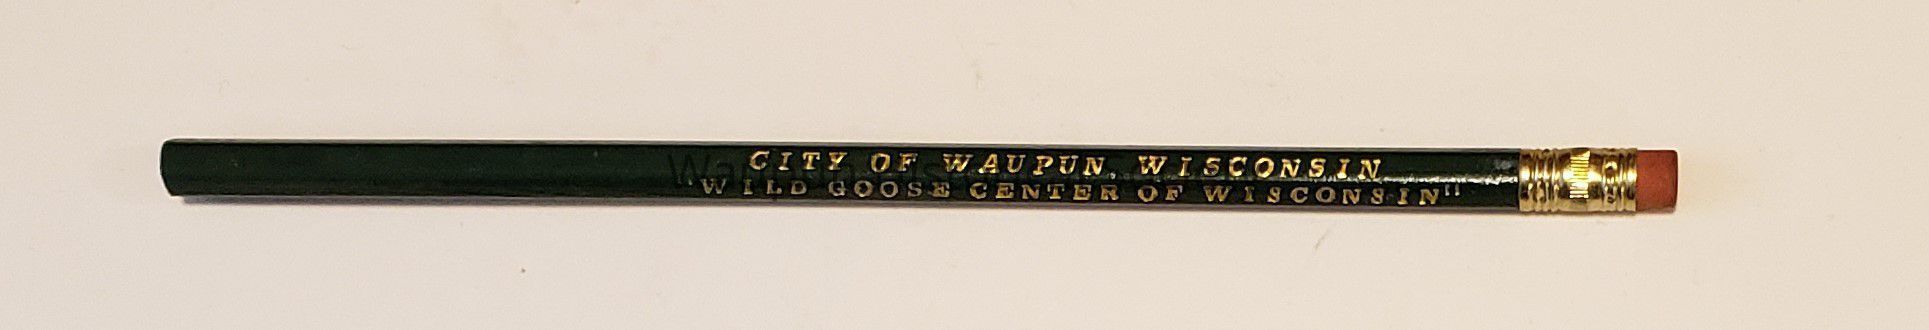 CITY OF WAUPUN, WISCONSIN
"WILD GOOSE CENTER OF WISCONSIN"